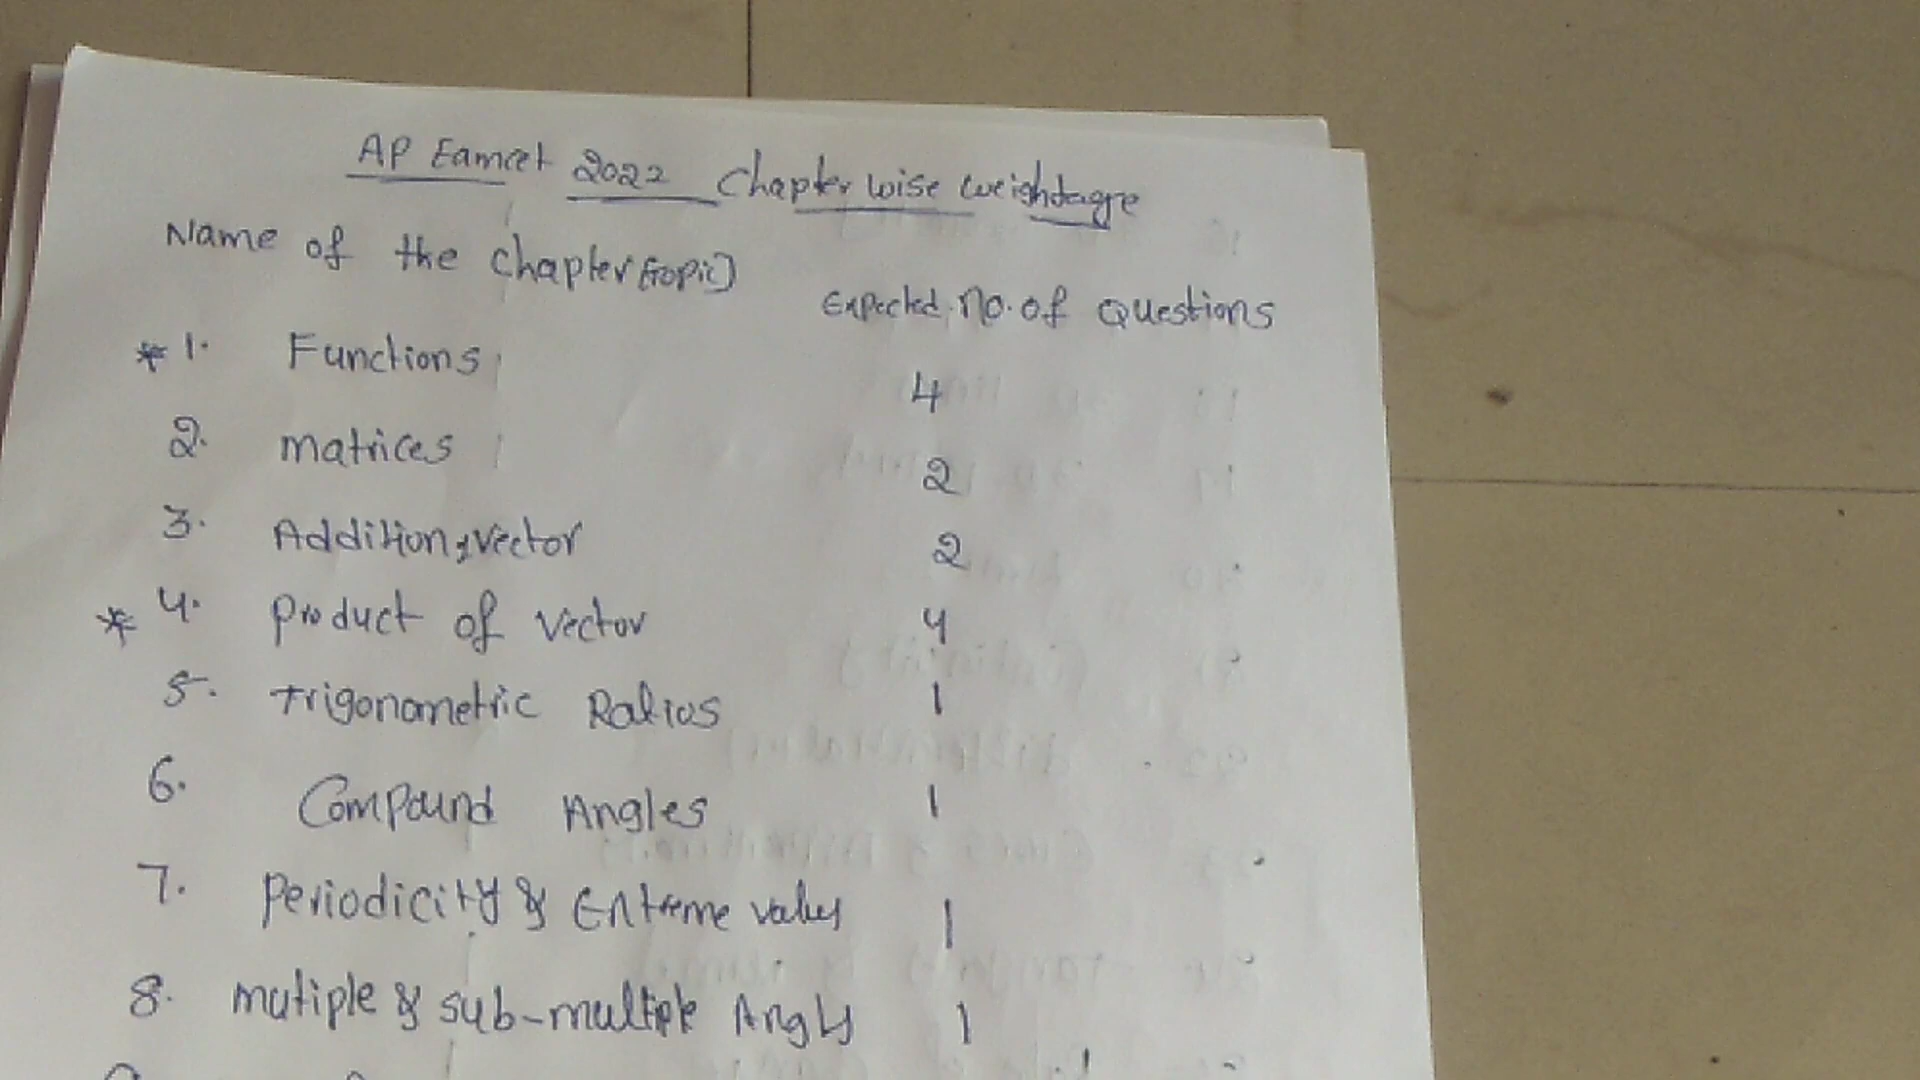 AP Eamcet 2022 Chapter wise weightage
Name of the chapter (topic)
Expected no. of Questions
* 1. Functions 4
2. matrices 2
3. Addition, vector 2
* 4. product of vector 4
5. trigonometric Ratios 1
6. Compound Angles 1
7. Periodicity & Extreme values 1
8. mutiple & sub-multiple Angles 1